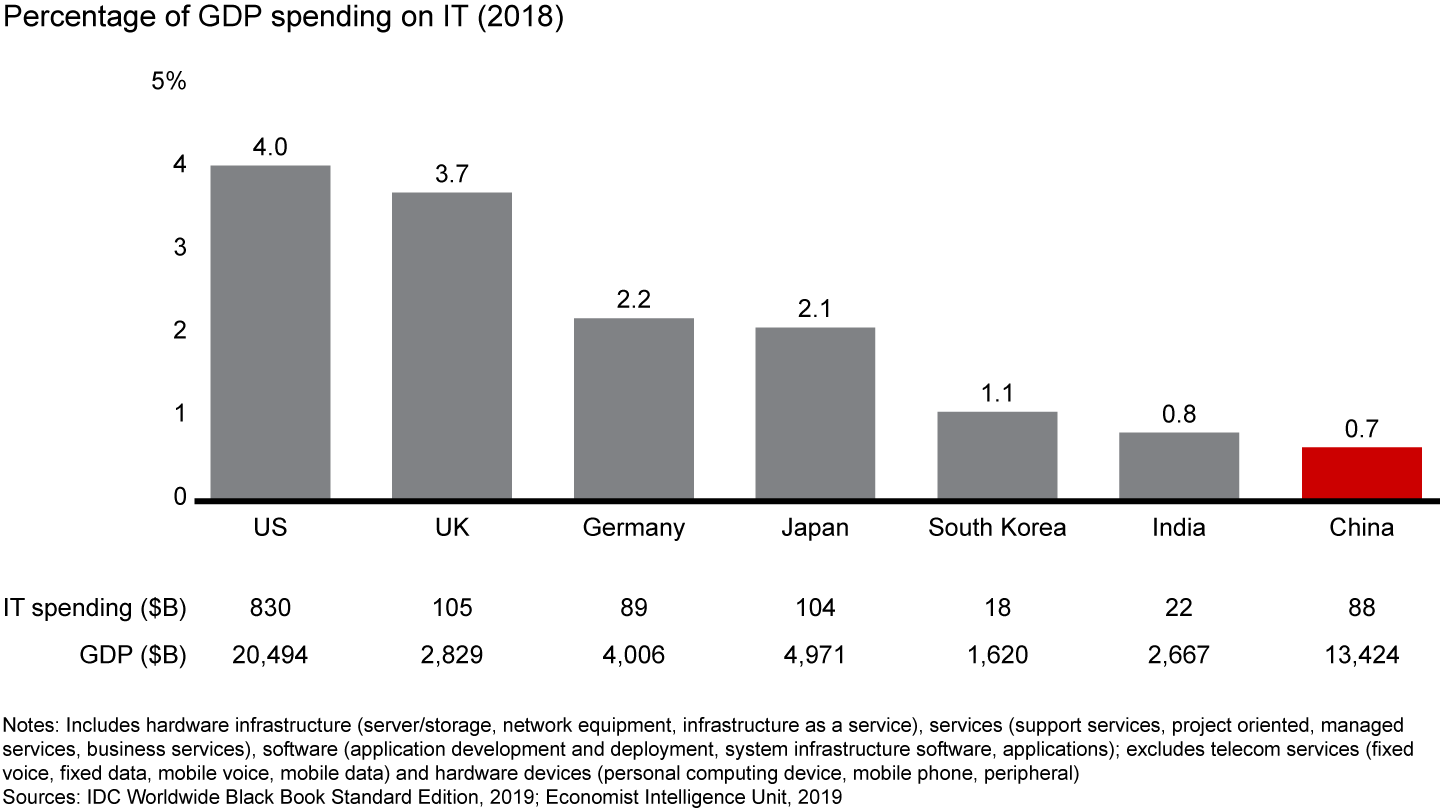 Percentage of GDP spending on IT (2018)
5%
4
3
2
1
0
4.0
3.7
2.2
2.1
1.1
0.8
0.7
US UK Germany Japan South Korea India China
IT spending ($B) 830 105 89 104 18 22 88
GDP ($B) 20,494 2,829 4,006 4,971 1,620 2,667 13,424
Notes: Includes hardware infrastructure (server/storage, network equipment, infrastructure as a service), services (support services, project oriented, managed
services, business services), software (application development and deployment, system infrastructure software, applications); excludes telecom services (fixed
voice, fixed data, mobile voice, mobile data) and hardware devices (personal computing device, mobile phone, peripheral)
Sources: IDC Worldwide Black Book Standard Edition, 2019; Economist Intelligence Unit, 2019